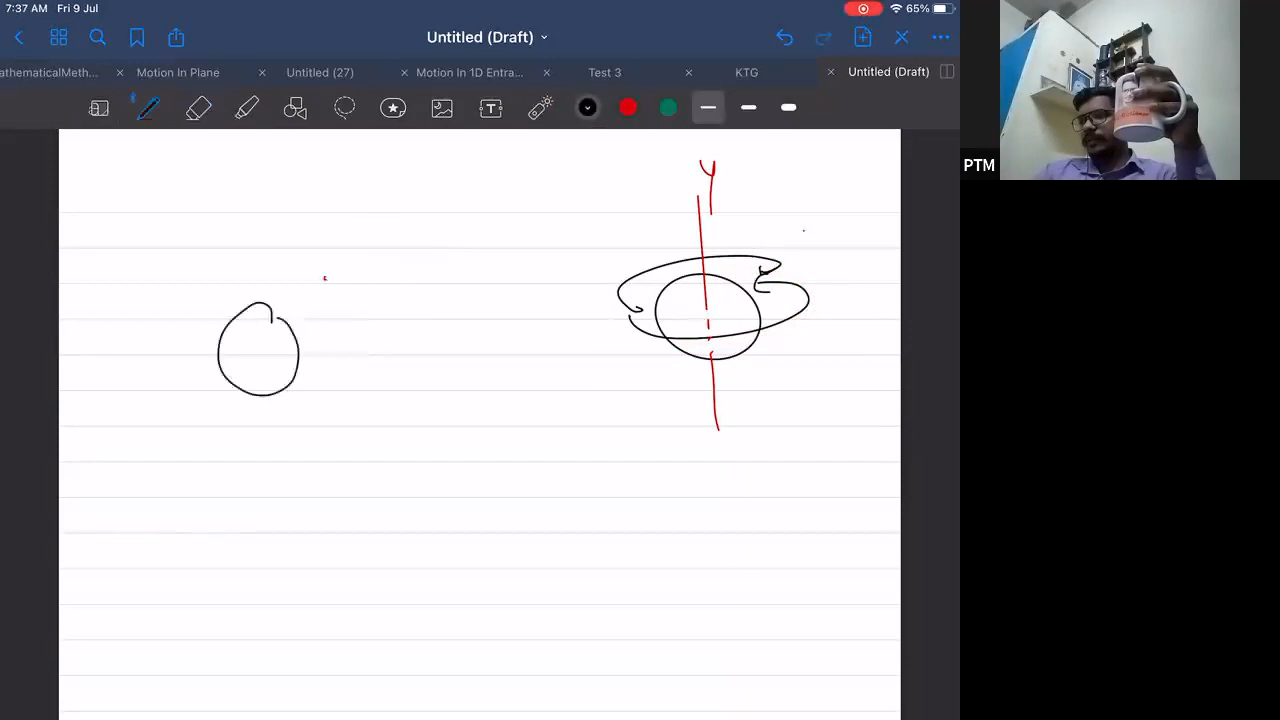 7:37 AM Fri 9 Jul
65%
Untitled (Draft)
athematicalMeth...
Motion In Plane
Untitled (27)
Motion In 1D Entra...
Test 3
KTG
Untitled (Draft)
T
PTM
y